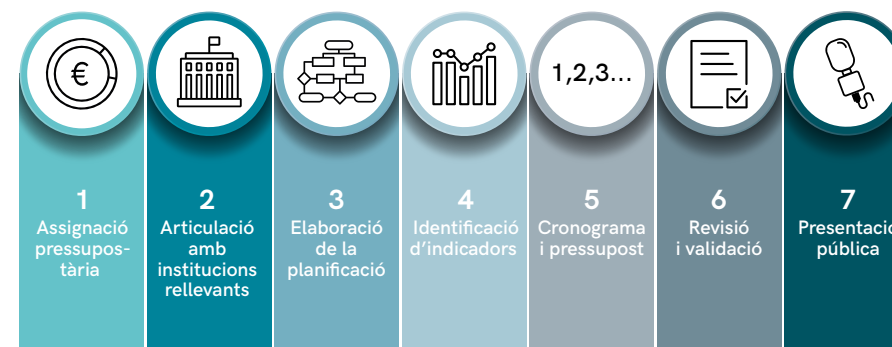 €
1,2,3...
1
Assignació
pressupos-
tària
2
Articulació
amb
institucions
rellevants
3
Elaboració
de la
planificació
4
Identificació
d'indicadors
5
Cronograma
i pressupost
6
Revisió
i validació
7
Presentació
pública